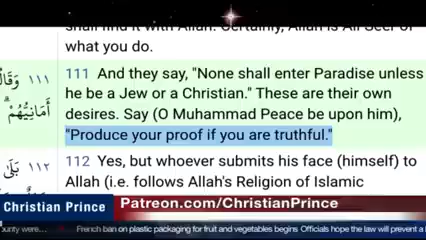 shall find it with Allah. Certainly, Allah is All-Seer of
what you do.
111 And they say, "None shall enter Paradise unless
he be a Jew or a Christian." These are their own
desires. Say (O Muhammad Peace be upon him),
"Produce your proof if you are truthful."
112 Yes, but whoever submits his face (himself) to
Allah (i.e. follows Allah's Religion of Islamic
١١١
أَمَانِيُّهُمْ
١١٢ بَلَىٰ
Christian Prince
Patreon.com/ChristianPrince
ounty were... French ban on plastic packaging for fruit and vegetables begins Officials hope the law will prevent a